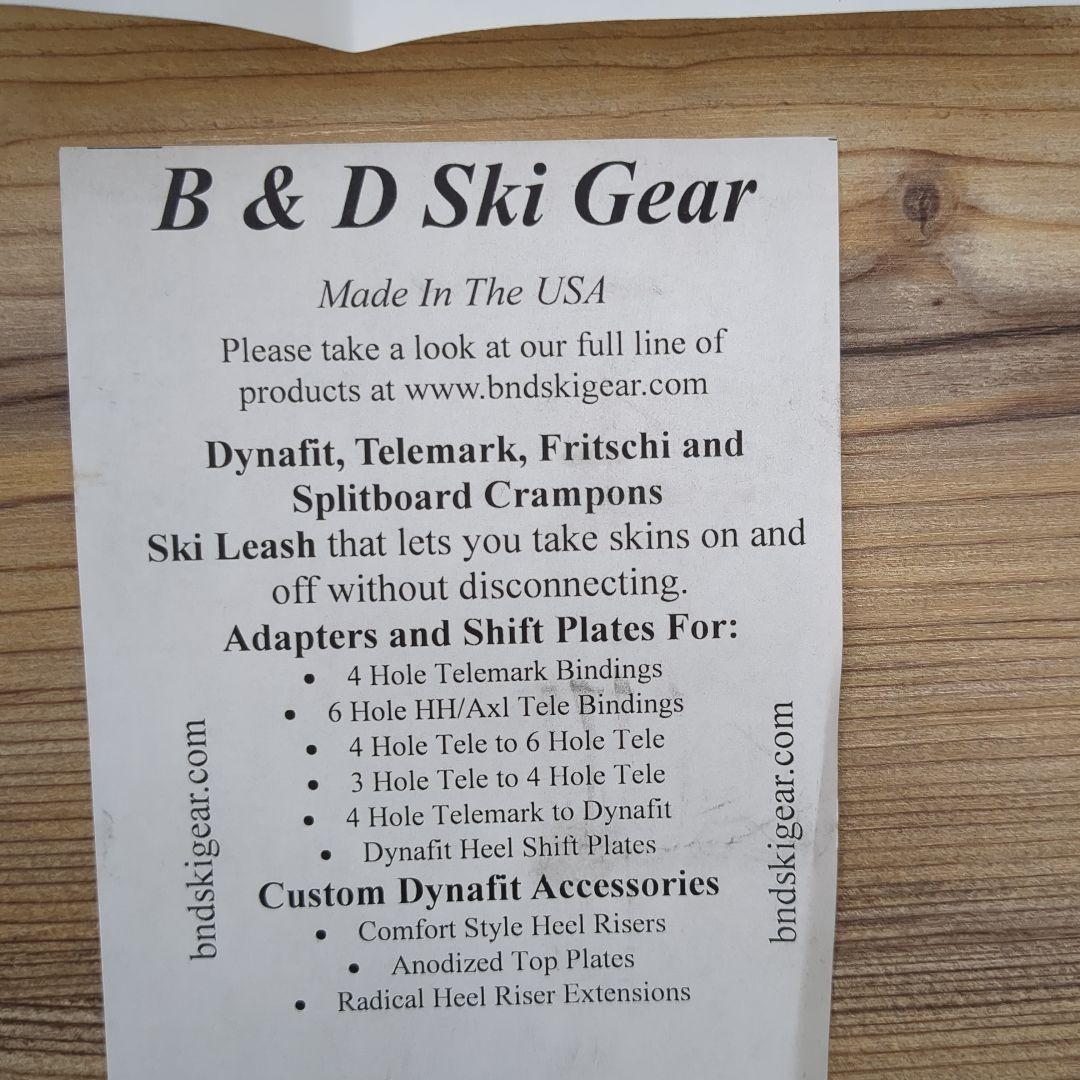 B & D Ski Gear
Made In The USA
Please take a look at our full line of
products at www.bndskigear.com
Dynafit, Telemark, Fritschi and
Splitboard Crampons
Ski Leash that lets you take skins on and
off without disconnecting.
Adapters and Shift Plates For:
• 4 Hole Telemark Bindings
• 6 Hole HH/Axl Tele Bindings
• 4 Hole Tele to 6 Hole Tele
• 3 Hole Tele to 4 Hole Tele
• 4 Hole Telemark to Dynafit
• Dynafit Heel Shift Plates
Custom Dynafit Accessories
• Comfort Style Heel Risers
• Anodized Top Plates
• Radical Heel Riser Extensions
bndskigear.com
bndskigear.com